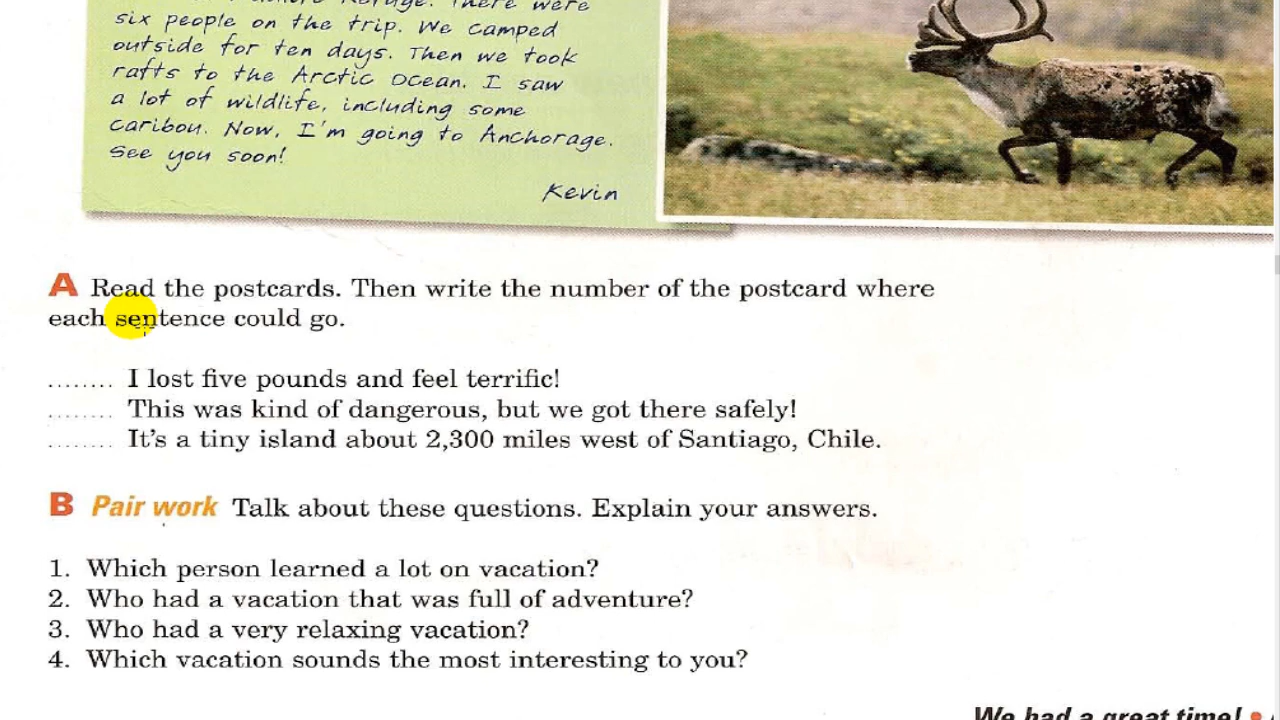 Refuge. There were
six people on the trip. We camped
outside for ten days. Then we took
rafts to the Arctic Ocean. I saw
a lot of wildlife, including some
caribou. Now, I'm going to Anchorage.
See you soon!
Kevin
A Read the postcards. Then write the number of the postcard where
each sentence could go.
........ I lost five pounds and feel terrific!
........ This was kind of dangerous, but we got there safely!
........ It's a tiny island about 2,300 miles west of Santiago, Chile.
B Pair work Talk about these questions. Explain your answers.
1. Which person learned a lot on vacation?
2. Who had a vacation that was full of adventure?
3. Who had a very relaxing vacation?
4. Which vacation sounds the most interesting to you?
We had a great time! •